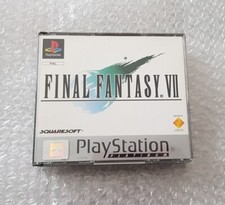 FINAL FANTASY. VII
SQUARESOFT
PlayStation
PLATINUM